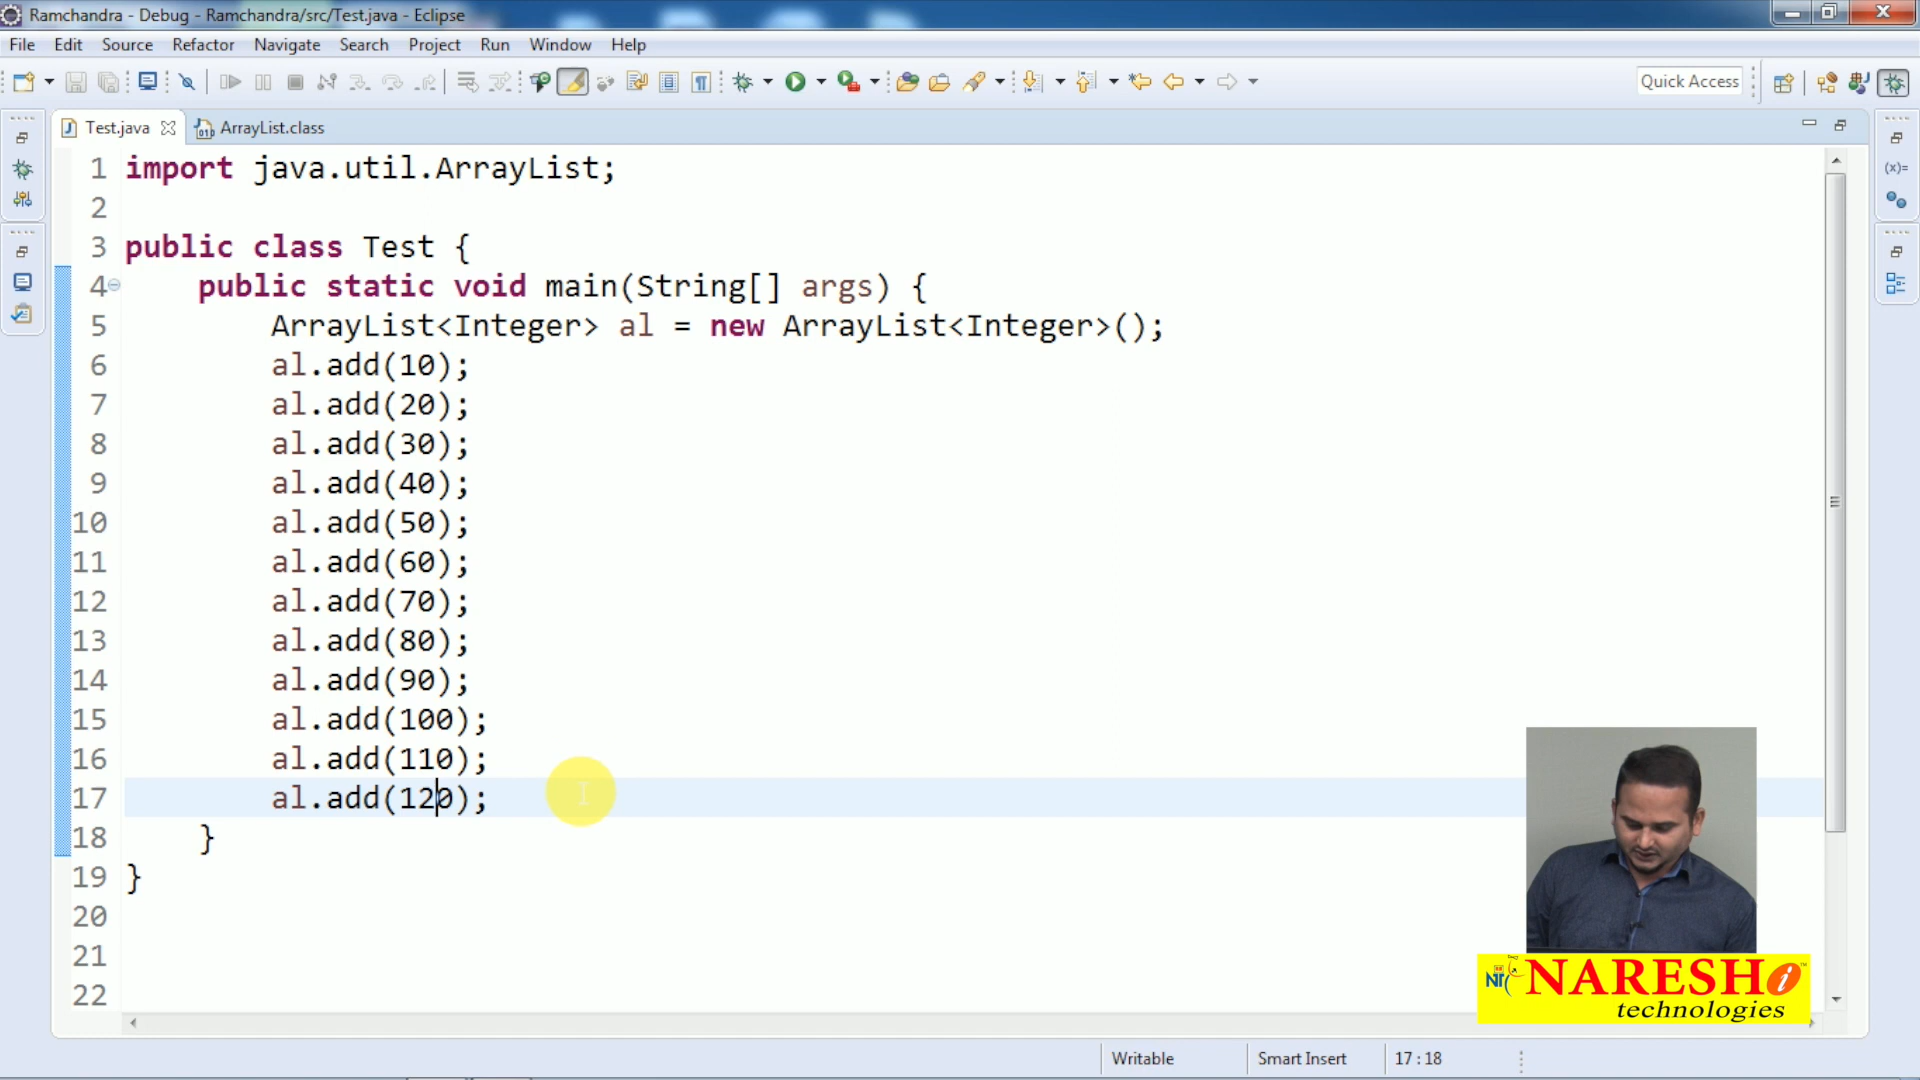 Ramchandra - Debug - Ramchandra/src/Test.java - Eclipse
File Edit Source Refactor Navigate Search Project Run Window Help
Quick Access
Test.java ArrayList.class
1 import java.util.ArrayList;
2
3 public class Test {
4 public static void main(String[] args) {
5 ArrayList<Integer> al = new ArrayList<Integer>();
6 al.add(10);
7 al.add(20);
8 al.add(30);
9 al.add(40);
10 al.add(50);
11 al.add(60);
12 al.add(70);
13 al.add(80);
14 al.add(90);
15 al.add(100);
16 al.add(110);
17 al.add(120);
18 }
19 }
20
21
22
NARESH i
technologies
Writable Smart Insert 17 : 18